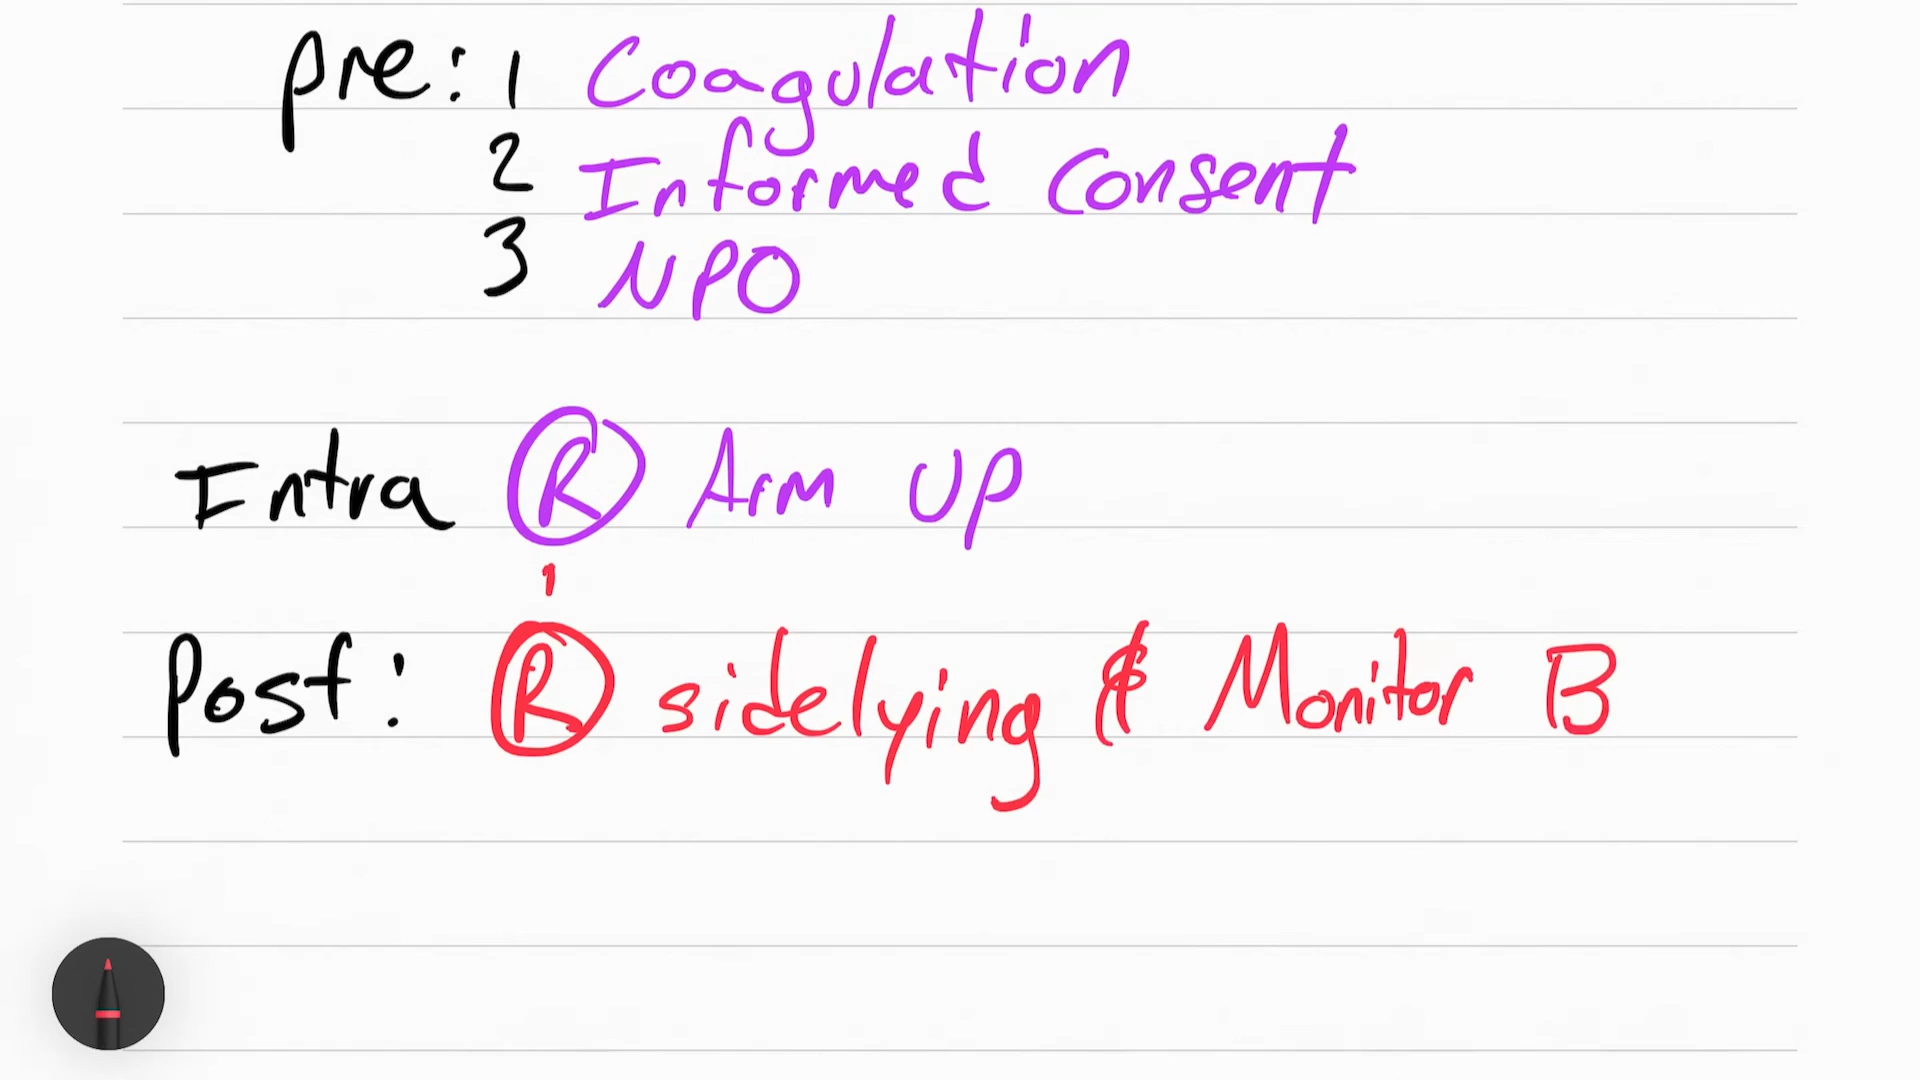 pre: 1 Coagulation
2 Informed Consent
3 NPO
Intra R Arm UP
Post: R sidelying & Monitor B